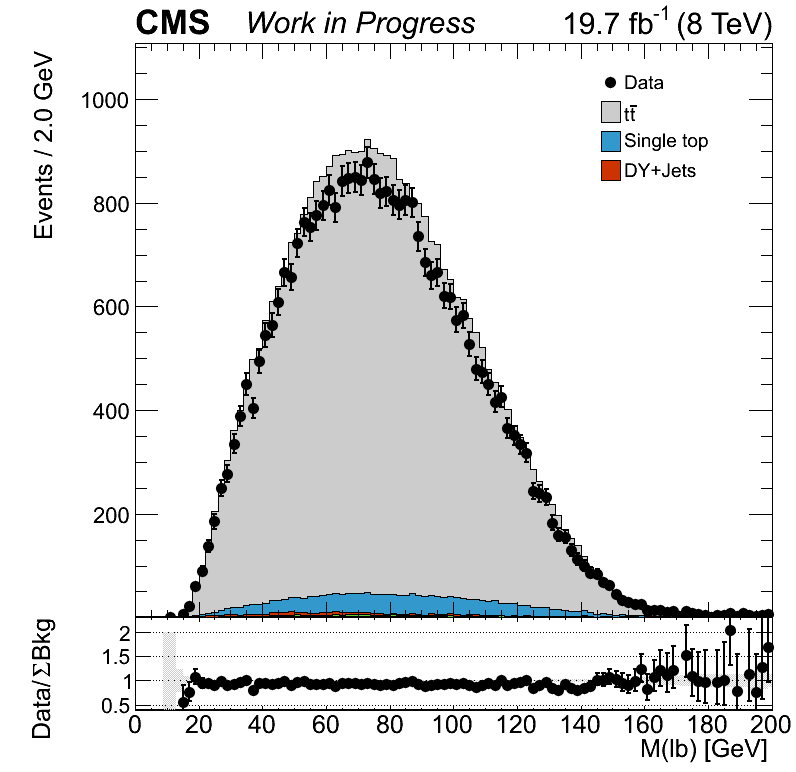 CMS Work in Progress 19.7 fb⁻¹ (8 TeV)
Events / 2.0 GeV
1000
800
600
400
200
Data
tt̄
Single top
DY+Jets
Data/ΣBkg
2
1.5
1
0.5
0 20 40 60 80 100 120 140 160 180 200
M(lb) [GeV]